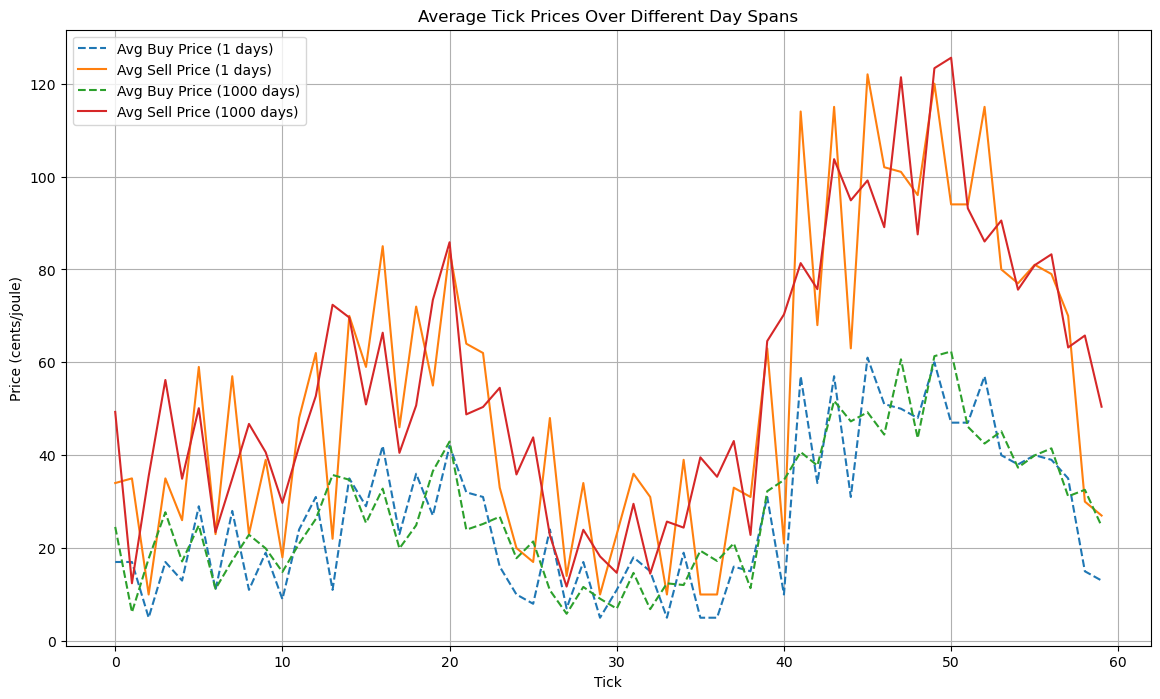 Average Tick Prices Over Different Day Spans
Avg Buy Price (1 days)
Avg Sell Price (1 days)
Avg Buy Price (1000 days)
Avg Sell Price (1000 days)
Price (cents/joule)
120
100
80
60
40
20
0
0 10 20 30 40 50 60
Tick